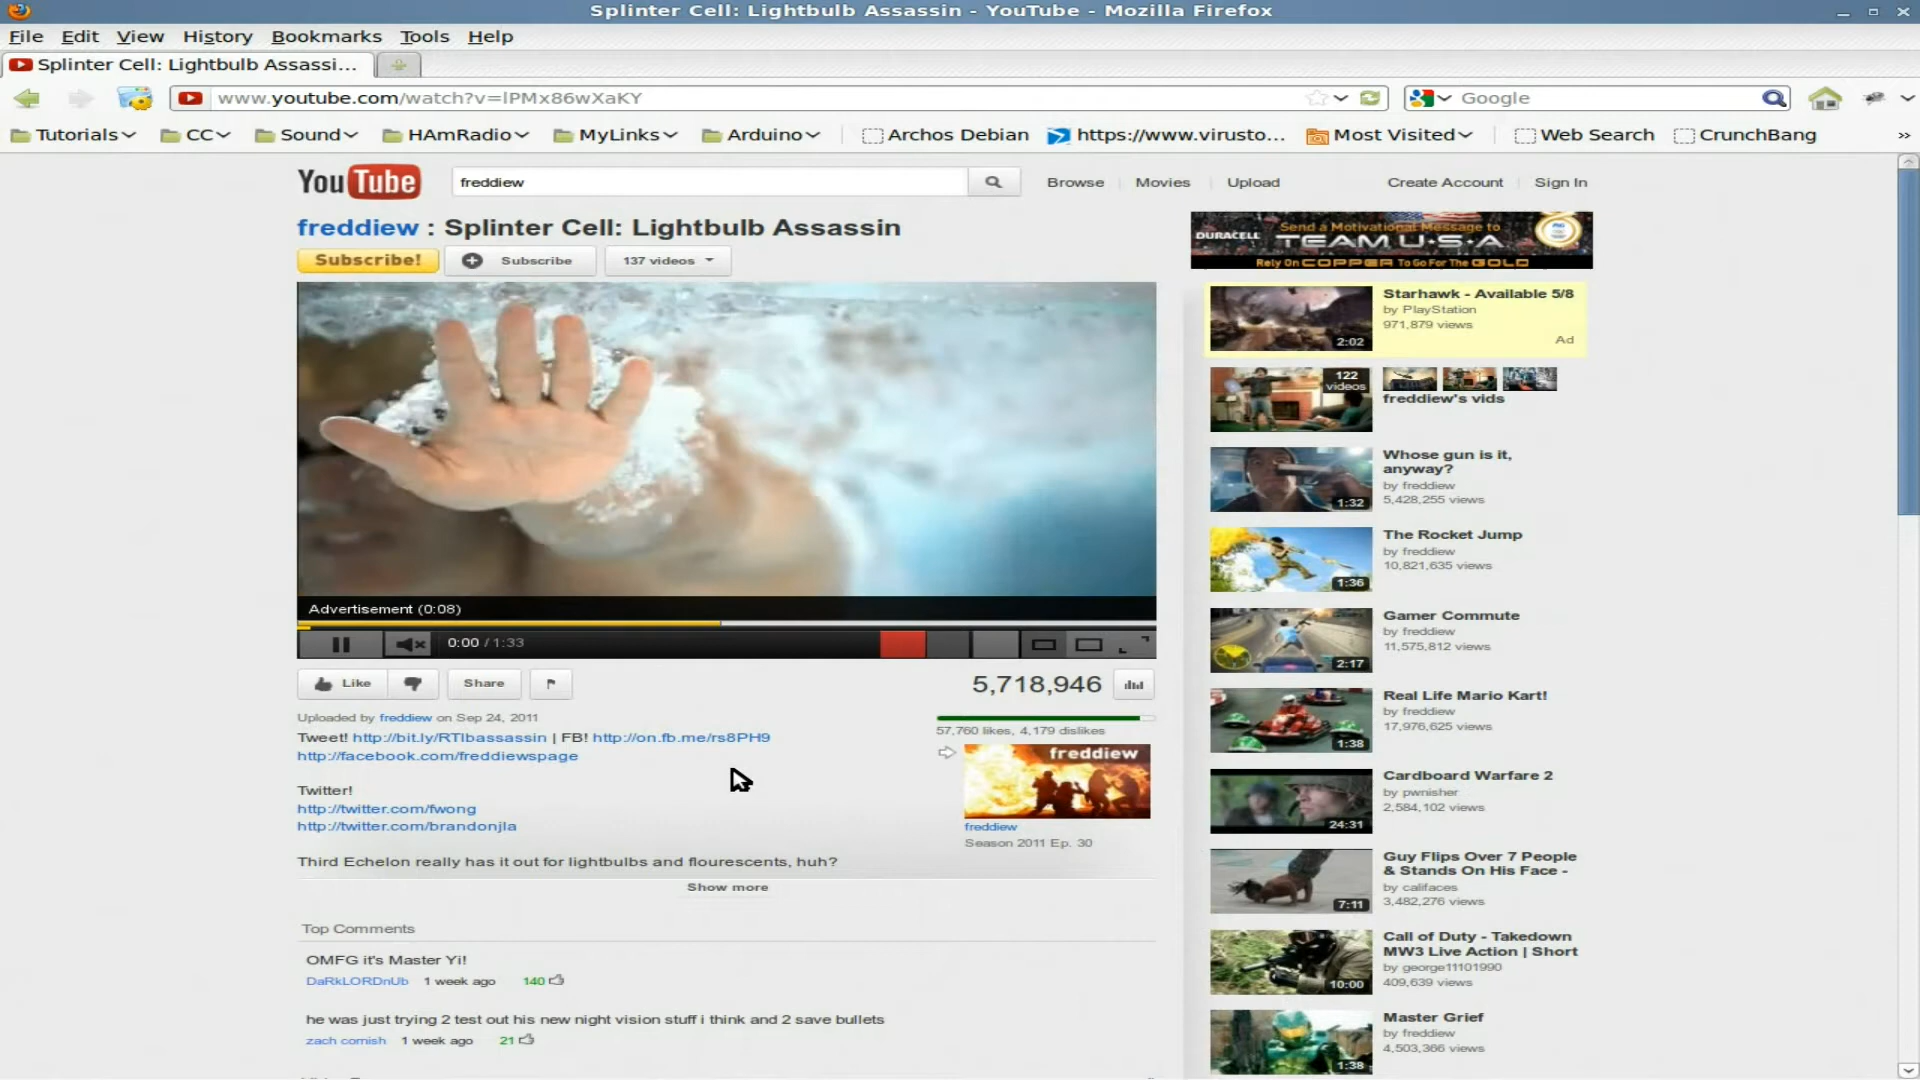 Splinter Cell: Lightbulb Assassin - YouTube - Mozilla Firefox
File Edit View History Bookmarks Tools Help
Splinter Cell: Lightbulb Assassi...
www.youtube.com/watch?v=lPMx86wXaKY
Google
Tutorials CC Sound HAmRadio MyLinks Arduino Archos Debian https://www.virusto... Most Visited Web Search CrunchBang »
YouTube
freddiew
Browse Movies Upload Create Account Sign In
freddiew : Splinter Cell: Lightbulb Assassin
Subscribe! Subscribe 137 videos
Advertisement (0:08)
0:00 / 1:33
Like Share
5,718,946
Uploaded by freddiew on Sep 24, 2011
57,760 likes, 4,179 dislikes
Tweet! http://bit.ly/RTlbassassin | FB! http://on.fb.me/rs8PH9
http://facebook.com/freddiewspage
Twitter!
http://twitter.com/fwong
http://twitter.com/brandonjla
Third Echelon really has it out for lightbulbs and flourescents, huh?
Show more
freddiew
freddiew
Season 2011 Ep. 30
Top Comments
OMFG it's Master Yi!
DaRkLORDnUb 1 week ago 140
he was just trying 2 test out his new night vision stuff i think and 2 save bullets
zach cornish 1 week ago 21
DURACELL
Send a Motivational Message to
TEAM U.S.A
Rely On COPPER To Go For The GOLD
Starhawk - Available 5/8
by PlayStation
971,879 views
Ad
2:02
122
videos
freddiew's vids
Whose gun is it,
anyway?
by freddiew
5,428,255 views
1:32
The Rocket Jump
by freddiew
10,821,635 views
1:36
Gamer Commute
by freddiew
11,575,812 views
2:17
Real Life Mario Kart!
by freddiew
17,976,625 views
1:38
Cardboard Warfare 2
by pwnisher
2,584,102 views
24:31
Guy Flips Over 7 People
& Stands On His Face -
by califaces
3,482,276 views
7:11
Call of Duty - Takedown
MW3 Live Action | Short
by george11101990
409,639 views
10:00
Master Grief
by freddiew
4,503,366 views
1:38